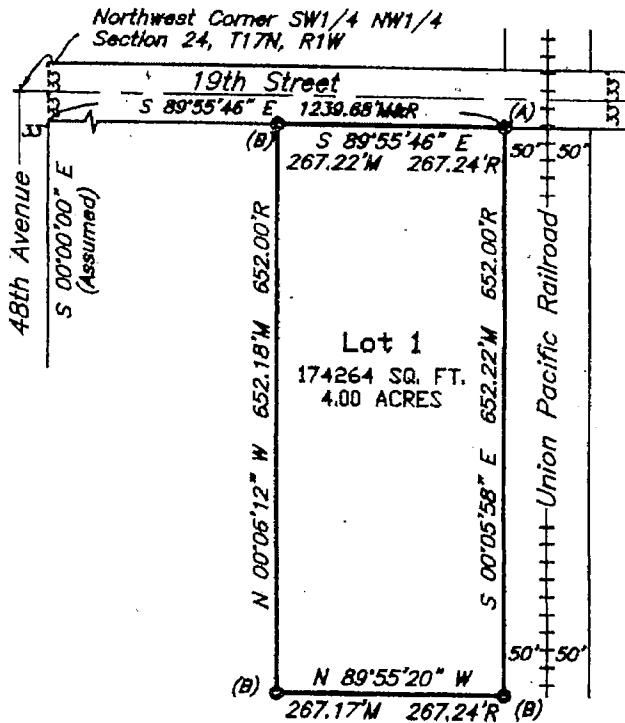 Northwest Corner SW1/4 NW1/4
Section 24, T17N, R1W
33'
33'
33'
19th Street
33'
33'
S 89°55'46" E 1239.68'M&R
(A)
(B)
S 89°55'46" E
267.22'M 267.24'R
50' 50'
48th Avenue
S 00°00'00" E
(Assumed)
N 00°06'12" W 652.18'M 652.00'R
Lot 1
174264 SQ. FT.
4.00 ACRES
S 00°05'58" E 652.22'M 652.00'R
Union Pacific Railroad
50' 50'
(B)
N 89°55'20" W
267.17'M 267.24'R
(B)